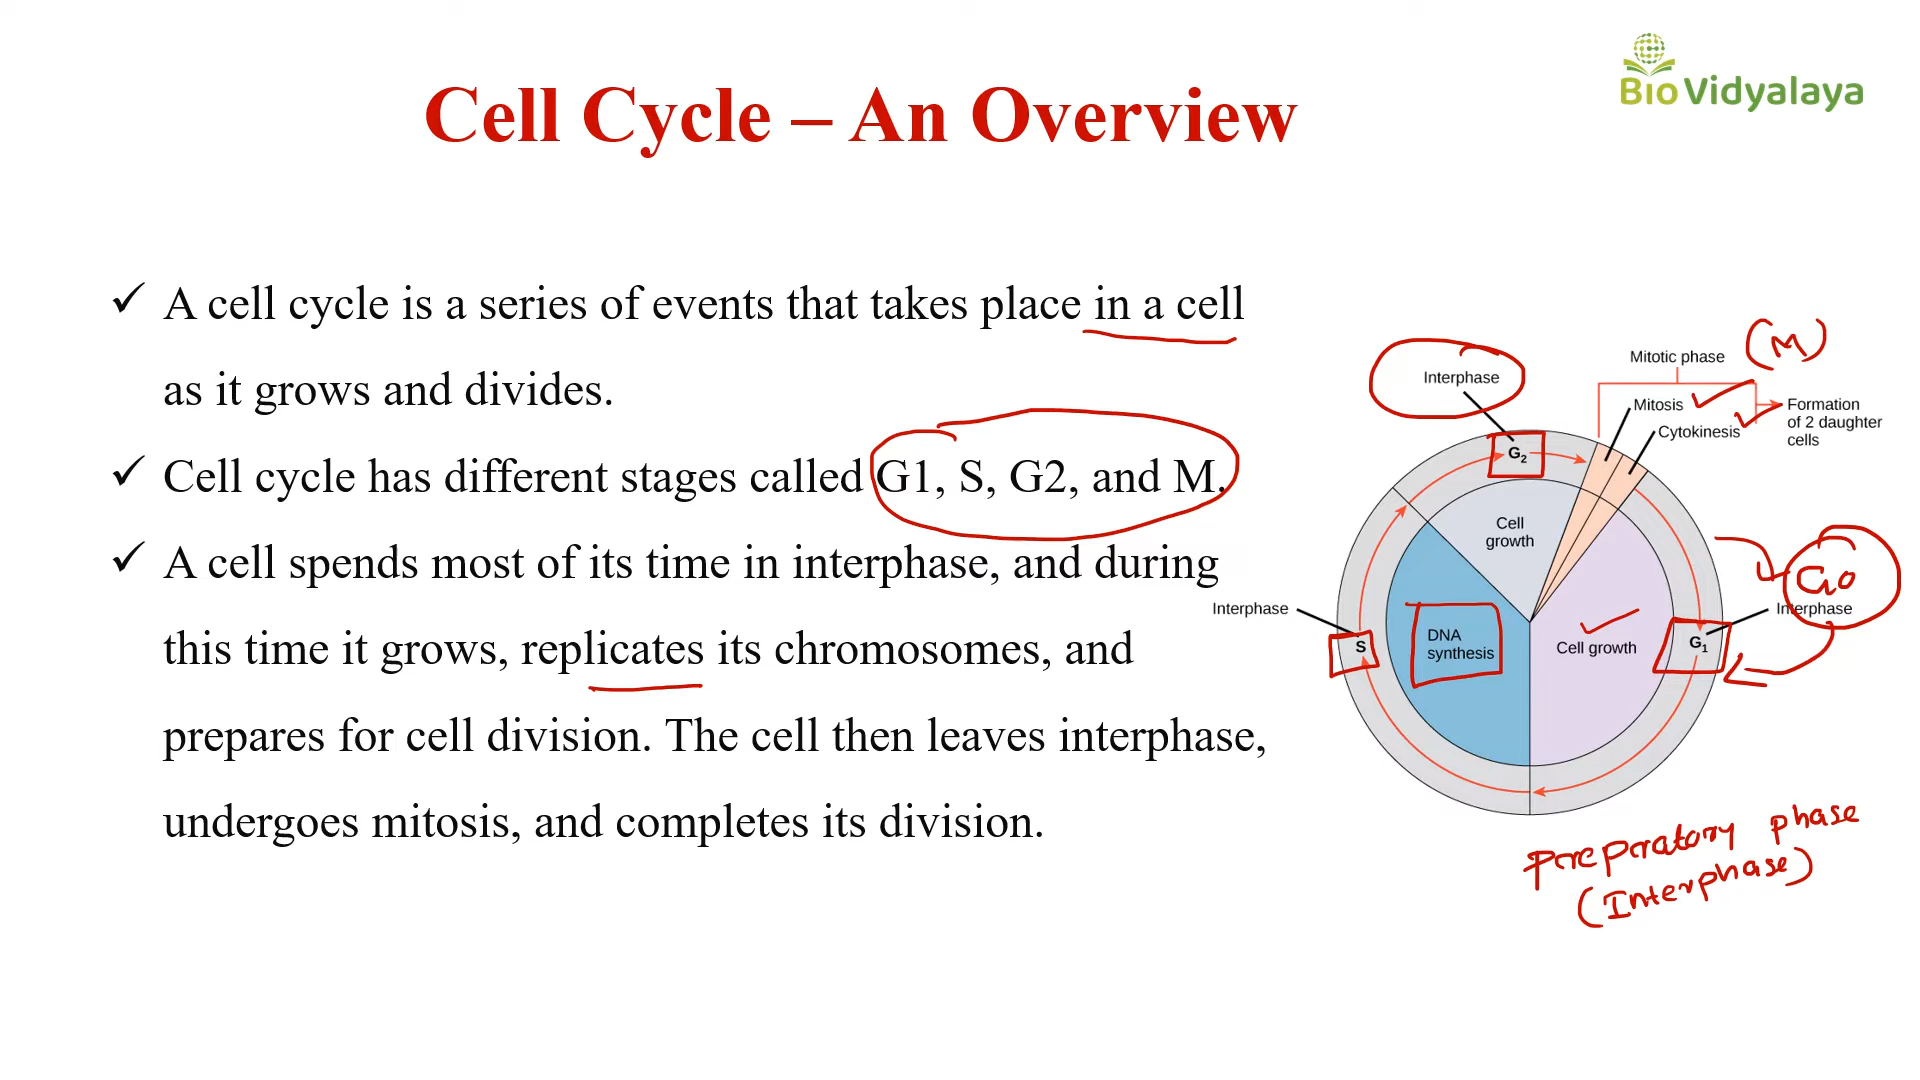 Bio Vidyalaya
Cell Cycle – An Overview
✓ A cell cycle is a series of events that takes place in a cell
as it grows and divides.
✓ Cell cycle has different stages called G1, S, G2, and M.
✓ A cell spends most of its time in interphase, and during
this time it grows, replicates its chromosomes, and
prepares for cell division. The cell then leaves interphase,
undergoes mitosis, and completes its division.
(M)
Mitotic phase
Interphase
Mitosis
Formation
of 2 daughter
cells
Cytokinesis
G₂
Cell
growth
G0
Interphase
Interphase
S
DNA
synthesis
Cell growth
G₁
Preparatory phase
(Interphase)